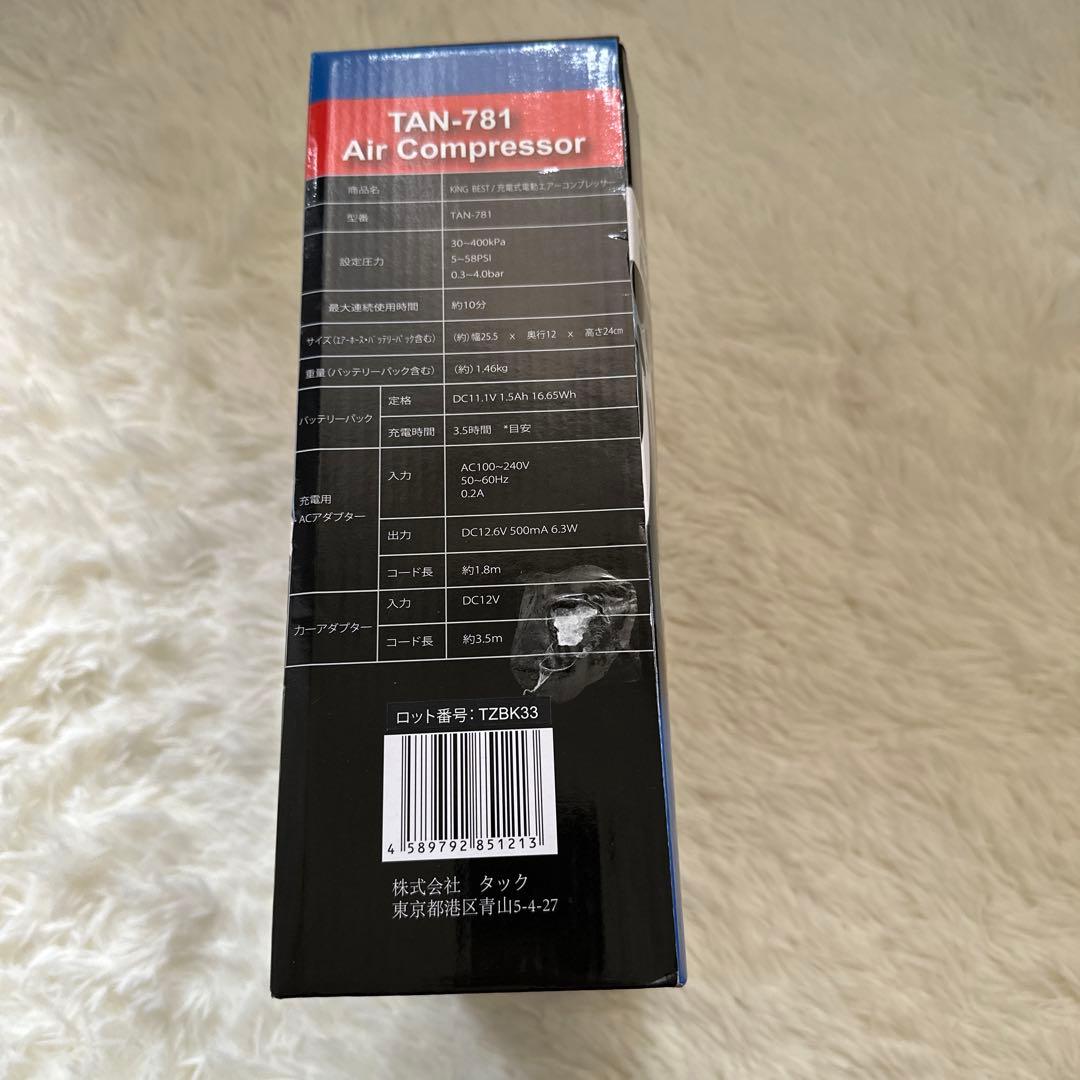 TAN-781
Air Compressor
商品名 KING BEST/充電式電動エアーコンプレッサー
型番 TAN-781
設定圧力 30~400kPa
5~58PSI
0.3~4.0bar
最大連続使用時間 約10分
サイズ(ｴｱｰﾎｰｽ・ﾊﾞｯﾃﾘｰﾊﾟｯｸ含む) (約)幅25.5 x 奥行12 x 高さ24㎝
重量(バッテリーパック含む) (約)1.46kg
バッテリーパック 定格 DC11.1V 1.5Ah 16.65Wh
充電時間 3.5時間 *目安
充電用
ACアダプター
入力 AC100~240V
50~60Hz
0.2A
出力 DC12.6V 500mA 6.3W
コード長 約1.8m
カーアダプター 入力 DC12V
コード長 約3.5m
ロット番号：TZBK33
4 589792 851213
株式会社 タック
東京都港区青山5-4-27